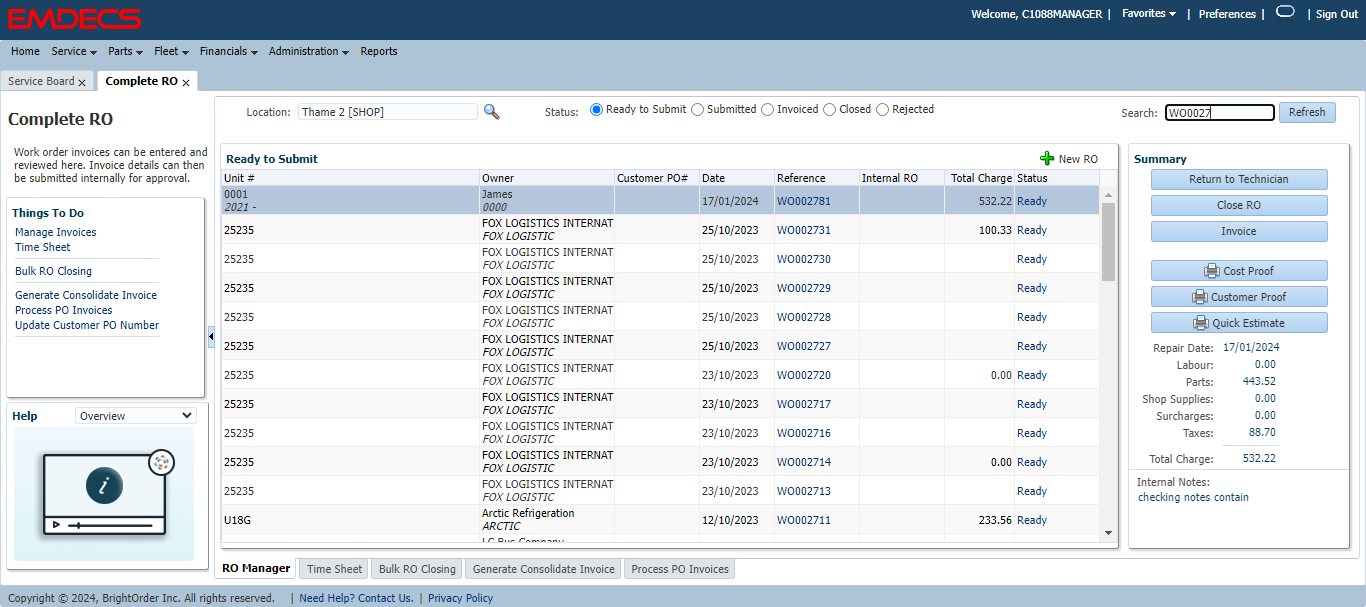 EMDECS
Welcome, C1088MANAGER | Favorites | Preferences | | Sign Out
Home Service Parts Fleet Financials Administration Reports
Service Board x Complete RO x
Complete RO
Work order invoices can be entered and
reviewed here. Invoice details can then
be submitted internally for approval.
Things To Do
Manage Invoices
Time Sheet
Bulk RO Closing
Generate Consolidate Invoice
Process PO Invoices
Update Customer PO Number
Help Overview
i
Location: Thame 2 [SHOP] Status: Ready to Submit Submitted Invoiced Closed Rejected Search: WO0027 Refresh
Ready to Submit New RO
Unit # Owner Customer PO# Date Reference Internal RO Total Charge Status
0001 James 17/01/2024 WO002781 532.22 Ready
2021 - 0000
25235 FOX LOGISTICS INTERNAT 25/10/2023 WO002731 100.33 Ready
FOX LOGISTIC
25235 FOX LOGISTICS INTERNAT 25/10/2023 WO002730 Ready
FOX LOGISTIC
25235 FOX LOGISTICS INTERNAT 25/10/2023 WO002729 Ready
FOX LOGISTIC
25235 FOX LOGISTICS INTERNAT 25/10/2023 WO002728 Ready
FOX LOGISTIC
25235 FOX LOGISTICS INTERNAT 25/10/2023 WO002727 Ready
FOX LOGISTIC
25235 FOX LOGISTICS INTERNAT 23/10/2023 WO002720 0.00 Ready
FOX LOGISTIC
25235 FOX LOGISTICS INTERNAT 23/10/2023 WO002717 Ready
FOX LOGISTIC
25235 FOX LOGISTICS INTERNAT 23/10/2023 WO002716 Ready
FOX LOGISTIC
25235 FOX LOGISTICS INTERNAT 23/10/2023 WO002714 0.00 Ready
FOX LOGISTIC
25235 FOX LOGISTICS INTERNAT 23/10/2023 WO002713 Ready
FOX LOGISTIC
U18G Arctic Refrigeration 12/10/2023 WO002711 233.56 Ready
ARCTIC
Bus Company
Summary
Return to Technician
Close RO
Invoice
Cost Proof
Customer Proof
Quick Estimate
Repair Date: 17/01/2024
Labour: 0.00
Parts: 443.52
Shop Supplies: 0.00
Surcharges: 0.00
Taxes: 88.70
Total Charge: 532.22
Internal Notes:
checking notes contain
RO Manager Time Sheet Bulk RO Closing Generate Consolidate Invoice Process PO Invoices
Copyright © 2024, BrightOrder Inc. All rights reserved. | Need Help? Contact Us. | Privacy Policy